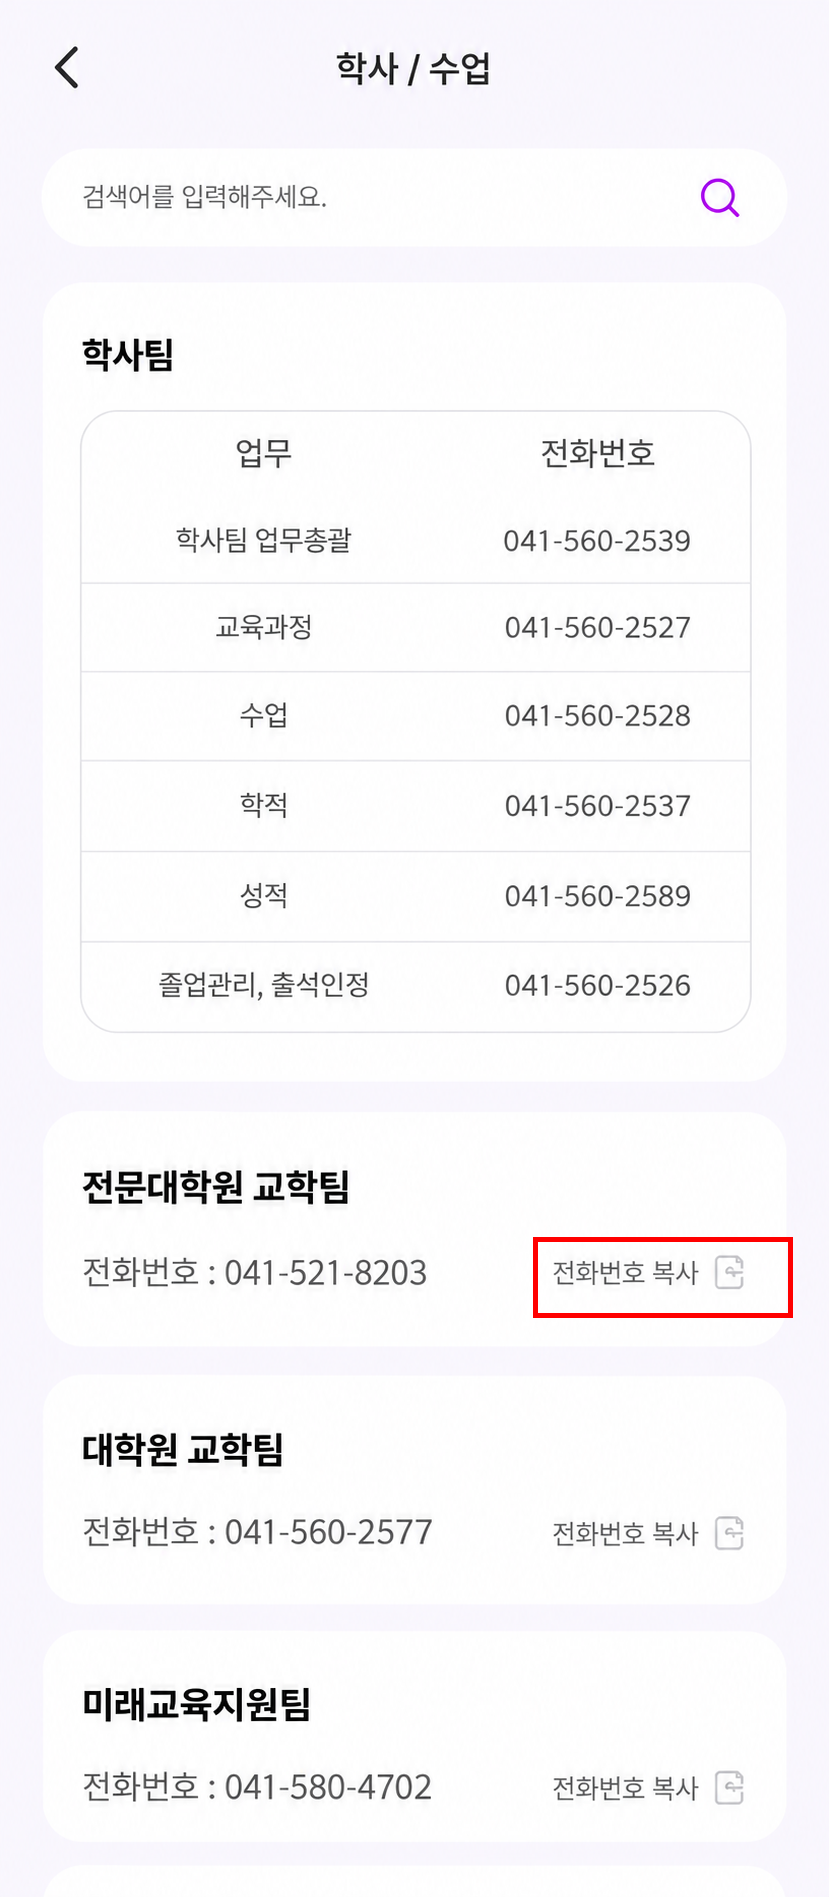 학사 / 수업
검색어를 입력해주세요.
학사팀
업무 전화번호
학사팀 업무총괄 041-560-2539
교육과정 041-560-2527
수업 041-560-2528
학적 041-560-2537
성적 041-560-2589
졸업관리, 출석인정 041-560-2526
전문대학원 교학팀
전화번호 : 041-521-8203 전화번호 복사
대학원 교학팀
전화번호 : 041-560-2577 전화번호 복사
미래교육지원팀
전화번호 : 041-580-4702 전화번호 복사